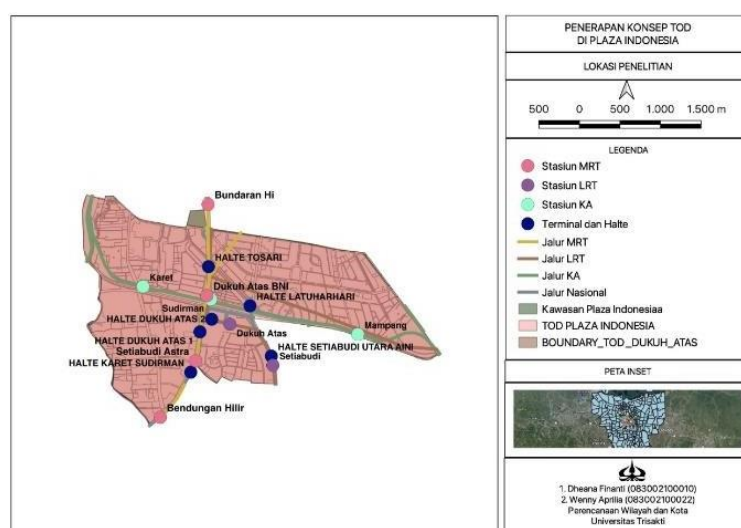 PENERAPAN KONSEP TOD
DI PLAZA INDONESIA
LOKASI PENELITIAN
500 0 500 1.000 1.500 m
LEGENDA
Stasiun MRT
Stasiun LRT
Stasiun KA
Terminal dan Halte
Jalur MRT
Jalur LRT
Jalur KA
Jalur Nasional
Kawasan Plaza Indonesiaa
TOD PLAZA INDONESIA
BOUNDARY_TOD _DUKUH_ATAS
PETA INSET
1. Dheana Finanti (083002100010)
2. Wenny Aprilia (083002100022)
Perencanaan Wilayah dan Kota
Universitas Trisakti
Bundaran Hi
HALTE TOSARI
Karet
Dukuh Atas BNI
HALTE LATUHARHARI
Sudirman
HALTE DUKUH ATAS 2
Dukuh Atas
Mampang
HALTE DUKUH ATAS 1
HALTE SETIABUDI UTARA AINI
Setiabudi Astra
Setiabudi
HALTE KARET SUDIRMAN
Bendungan Hilir